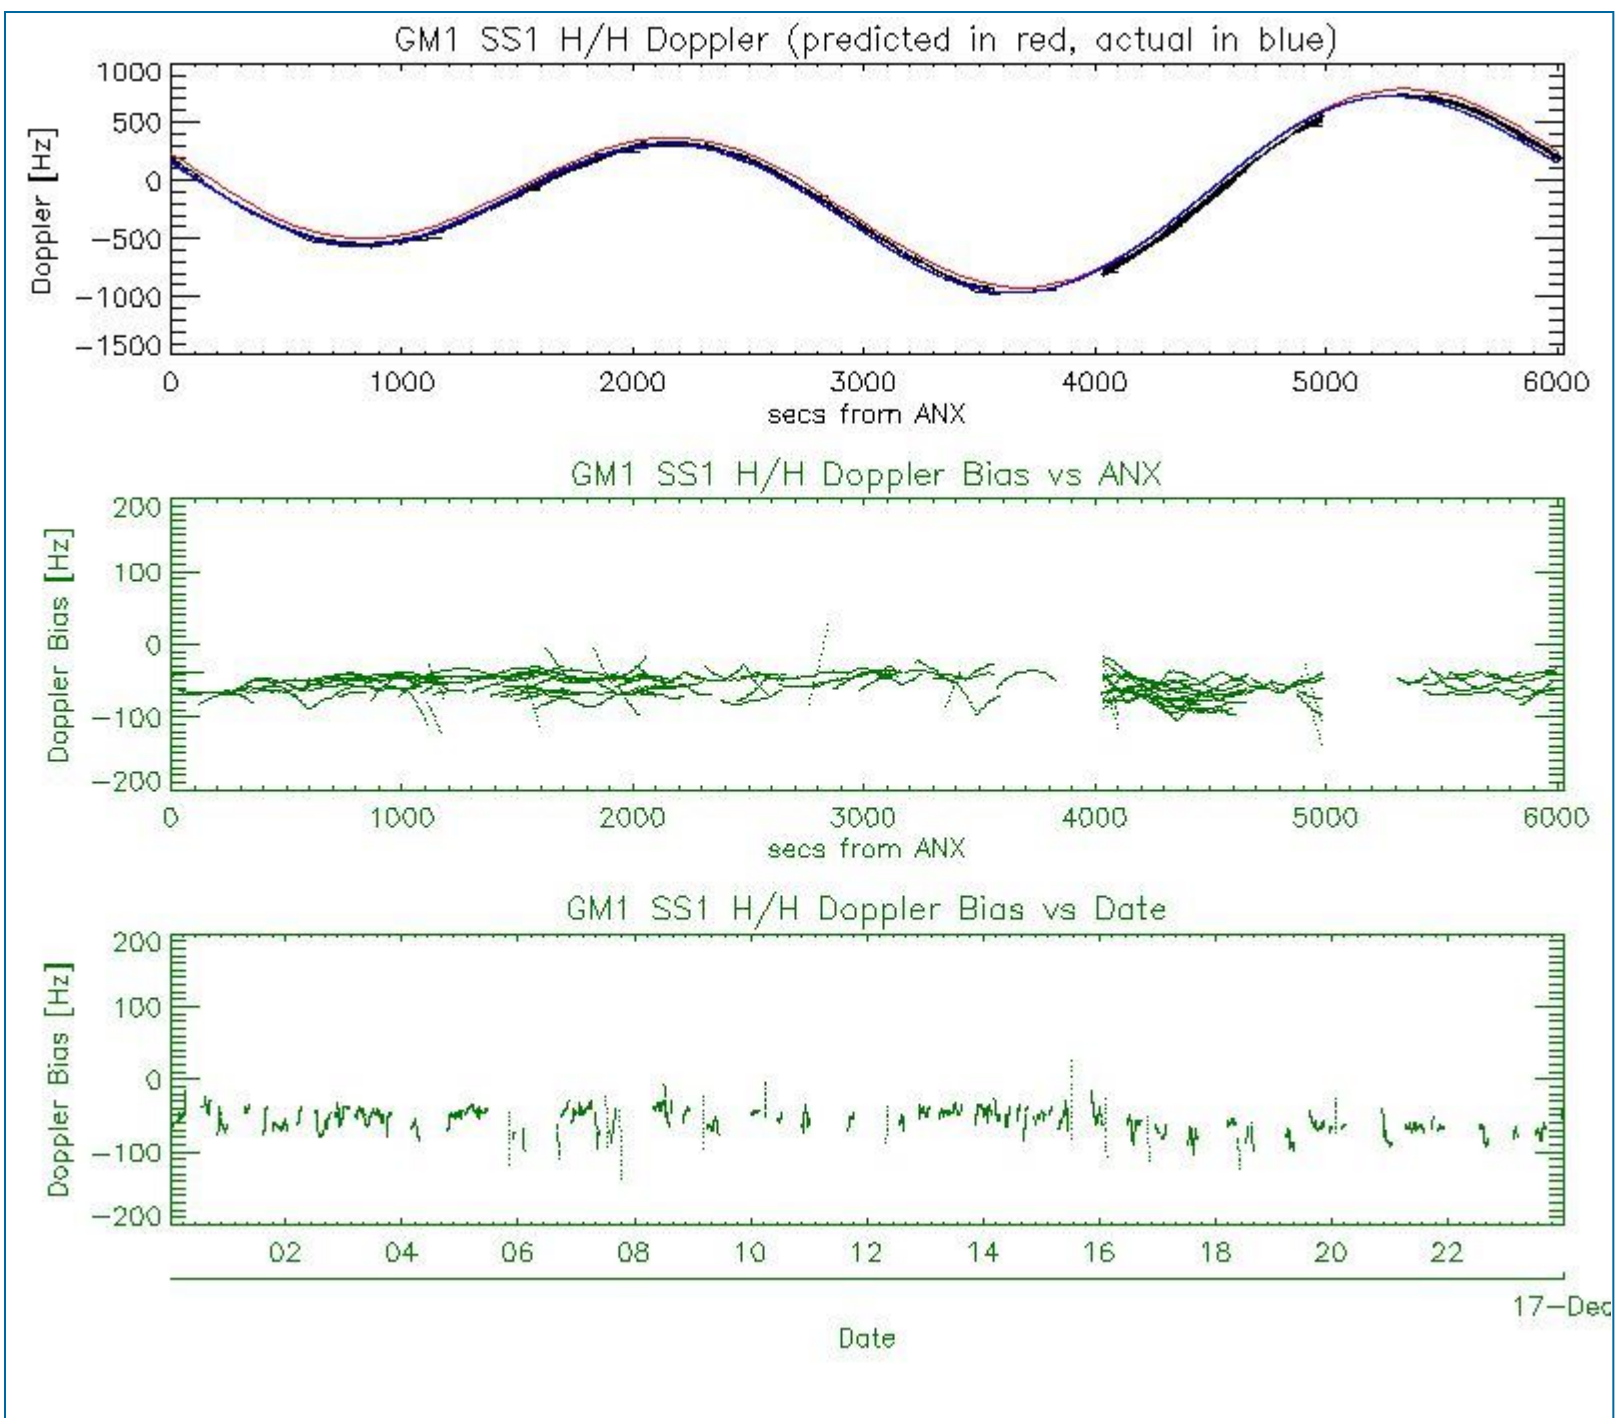 GM1 SS1 H/H Doppler (predicted in red, actual in blue)
Doppler [Hz]
1000
500
0
-500
-1000
-1500
0 1000 2000 3000 4000 5000 6000
secs from ANX
GM1 SS1 H/H Doppler Bias vs ANX
Doppler Bias [Hz]
200
100
0
-100
-200
0 1000 2000 3000 4000 5000 6000
secs from ANX
GM1 SS1 H/H Doppler Bias vs Date
Doppler Bias [Hz]
200
100
0
-100
-200
02 04 06 08 10 12 14 16 18 20 22
17-Dec
Date